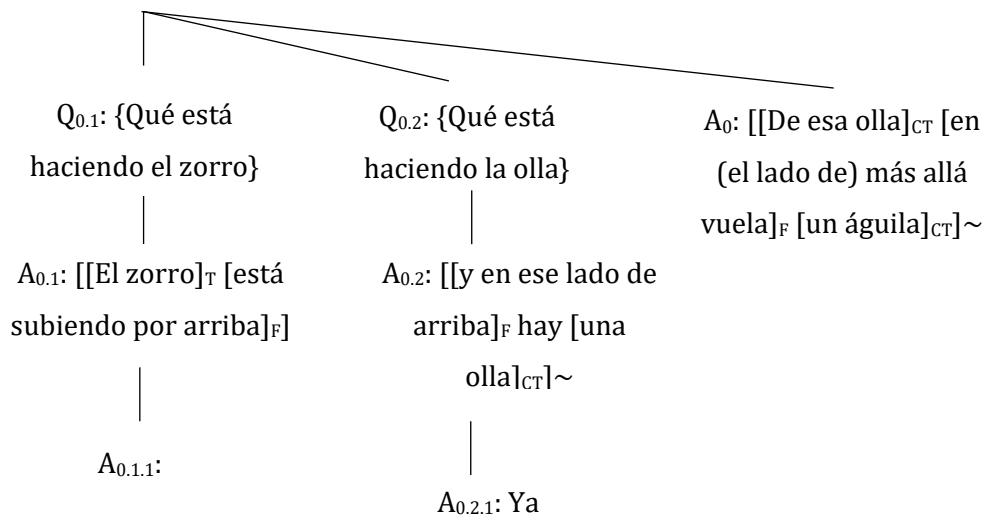 Q0.1: {Qué está
haciendo el zorro}
Q0.2: {Qué está
haciendo la olla}
A0: [[De esa olla]CT [en
(el lado de) más allá
vuela]F [un águila]CT]~
A0.1: [[El zorro]T [está
subiendo por arriba]F]
A0.2: [[y en ese lado de
arriba]F hay [una
olla]CT]~
A0.1.1:
A0.2.1: Ya